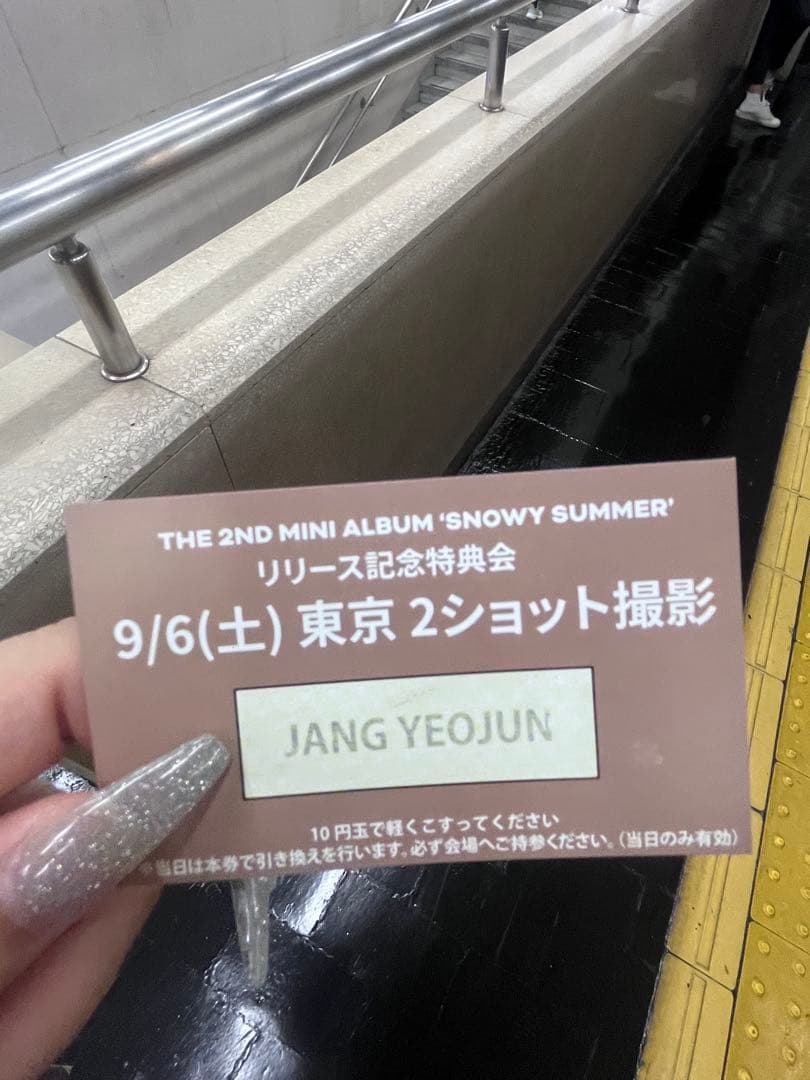 THE 2ND MINI ALBUM 'SNOWY SUMMER'
リリース記念特典会
9/6(土) 東京 2ショット撮影
JANG YEOJUN
10円玉で軽くこすってください
※当日は本券で引き換えを行います。必ず会場へご持参ください。(当日のみ有効)